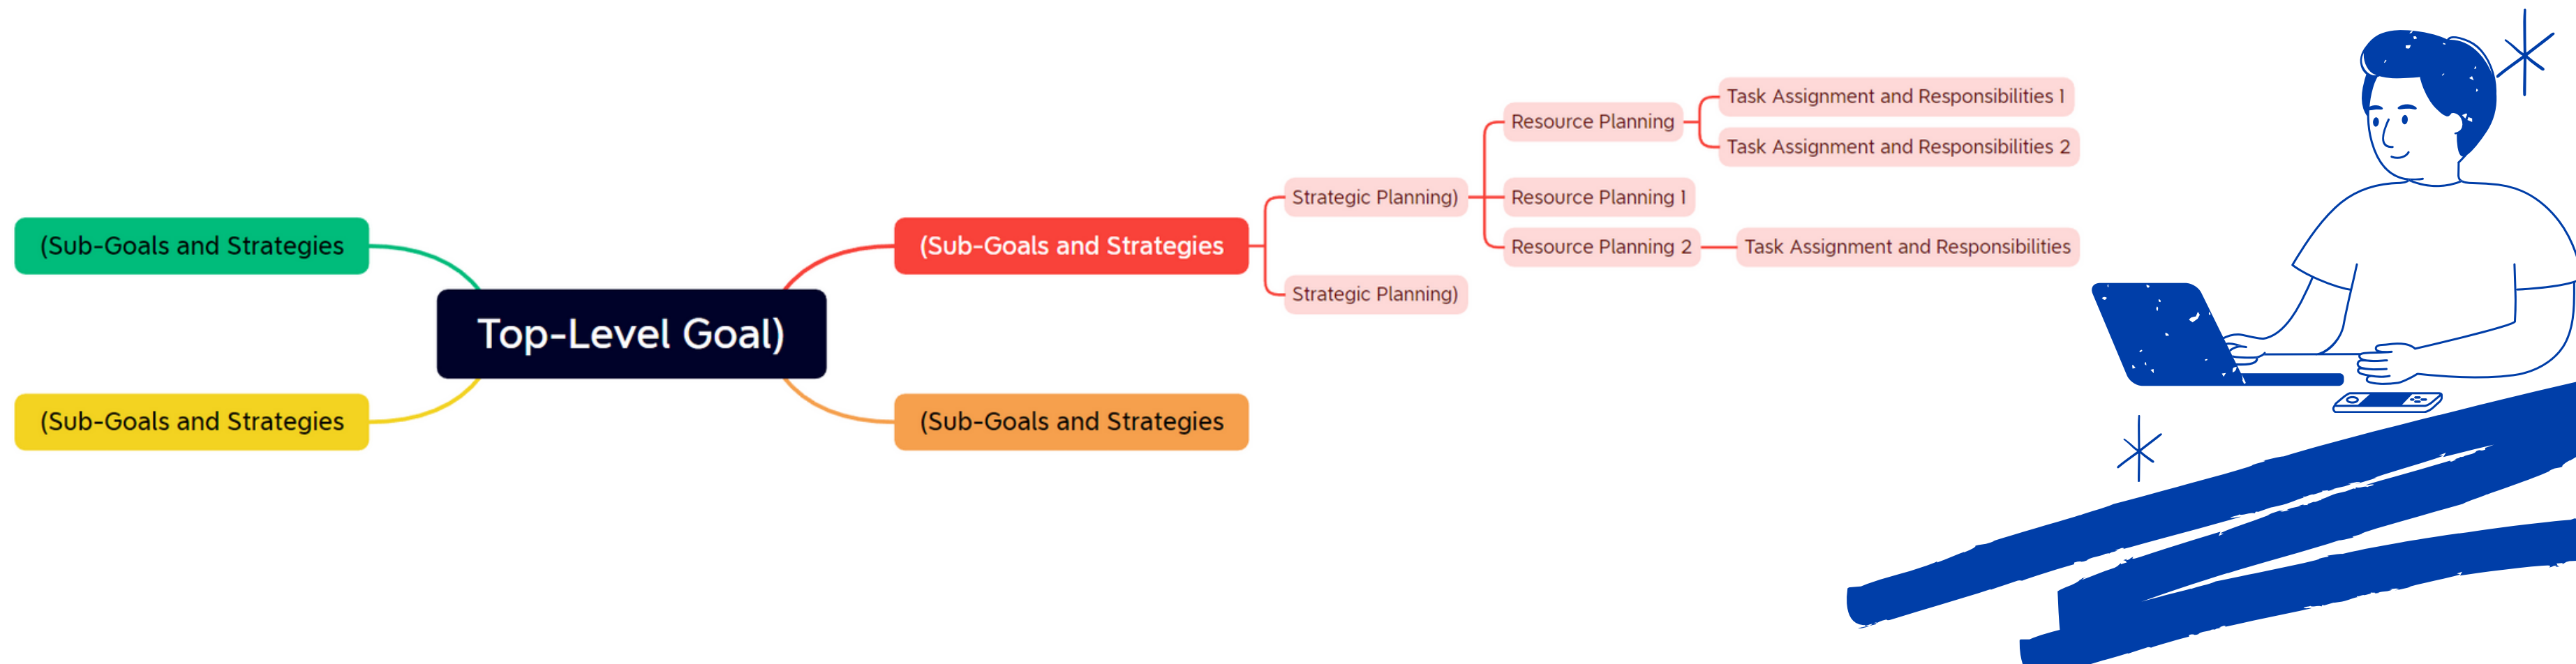 Top-Level Goal)
(Sub-Goals and Strategies
(Sub-Goals and Strategies
(Sub-Goals and Strategies
Strategic Planning)
Resource Planning
Task Assignment and Responsibilities 1
Task Assignment and Responsibilities 2
Resource Planning 1
Resource Planning 2
Task Assignment and Responsibilities
Strategic Planning)
(Sub-Goals and Strategies